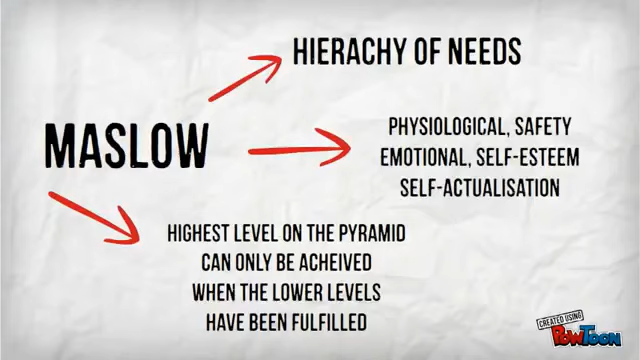 HIERACHY OF NEEDS
MASLOW
PHYSIOLOGICAL, SAFETY
EMOTIONAL, SELF-ESTEEM
SELF-ACTUALISATION
HIGHEST LEVEL ON THE PYRAMID
CAN ONLY BE ACHEIVED
WHEN THE LOWER LEVELS
HAVE BEEN FULFILLED
CREATED USING
POWTOON